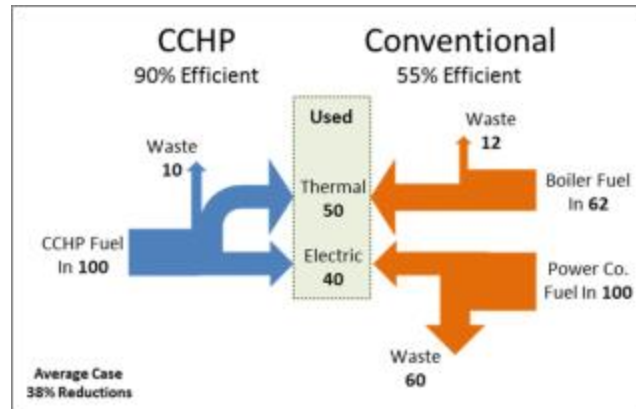 CCHP
90% Efficient
Conventional
55% Efficient
Used
Waste
10
Thermal
50
CCHP Fuel
In 100
Electric
40
Waste
12
Boiler Fuel
In 62
Power Co.
Fuel In 100
Waste
60
Average Case
38% Reductions